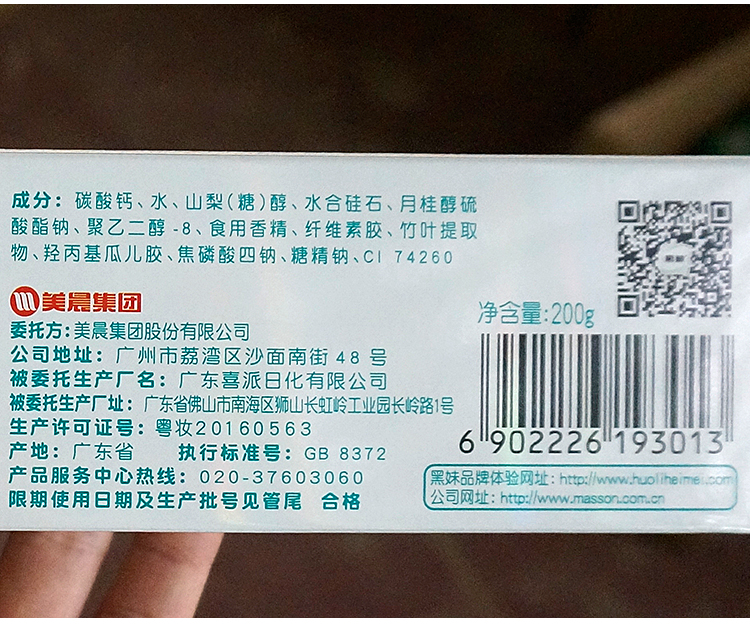 成分：碳酸钙、水、山梨(糖)醇、水合硅石、月桂醇硫
酸酯钠、聚乙二醇-8、食用香精、纤维素胶、竹叶提取
物、羟丙基瓜儿胶、焦磷酸四钠、糖精钠、CI 74260
美晨集团
委托方：美晨集团股份有限公司
公司地址：广州市荔湾区沙面南街48号
被委托生产厂名：广东喜派日化有限公司
被委托生产厂址：广东省佛山市南海区狮山长虹岭工业园长岭路1号
生产许可证号：粤妆20160563
产地：广东省 执行标准号：GB 8372
产品服务中心热线：020-37603060
限期使用日期及生产批号见管尾 合格
净含量:200g
6 902226 193013
黑妹品牌体验网址：http://www.huoliheimei.com
公司网址：http://www.masson.com.cn